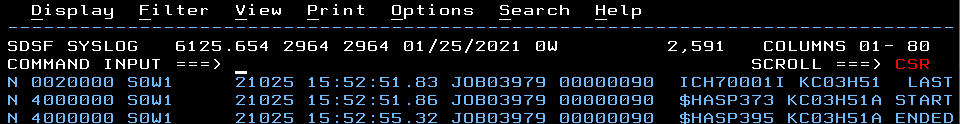 Display Filter View Print Options Search Help
SDSF SYSLOG 6125.654 2964 2964 01/25/2021 0W 2,591 COLUMNS 01- 80
COMMAND INPUT ===> SCROLL ===> CSR
N 0020000 S0W1 21025 15:52:51.83 JOB03979 00000090 ICH70001I KC03H51 LAST
N 4000000 S0W1 21025 15:52:51.86 JOB03979 00000090 $HASP373 KC03H51A START
N 4000000 S0W1 21025 15:52:55.32 JOB03979 00000090 $HASP395 KC03H51A ENDED